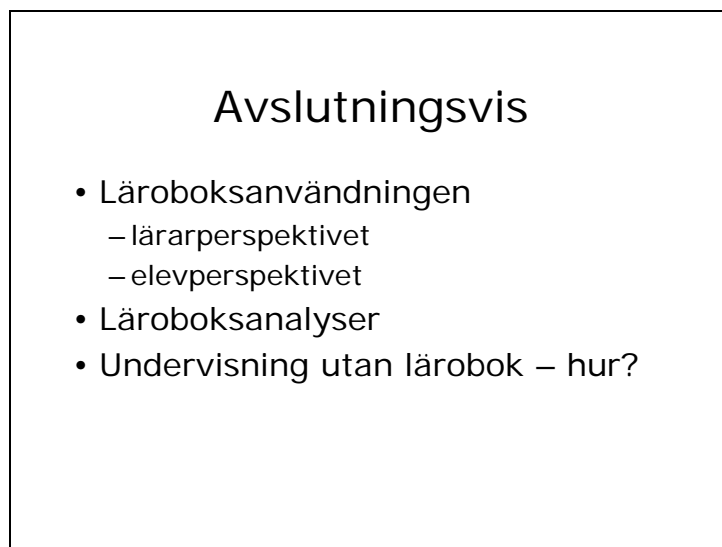 Avslutningsvis
• Läroboksanvändningen
– lärarperspektivet
– elevperspektivet
• Läroboksanalyser
• Undervisning utan lärobok – hur?